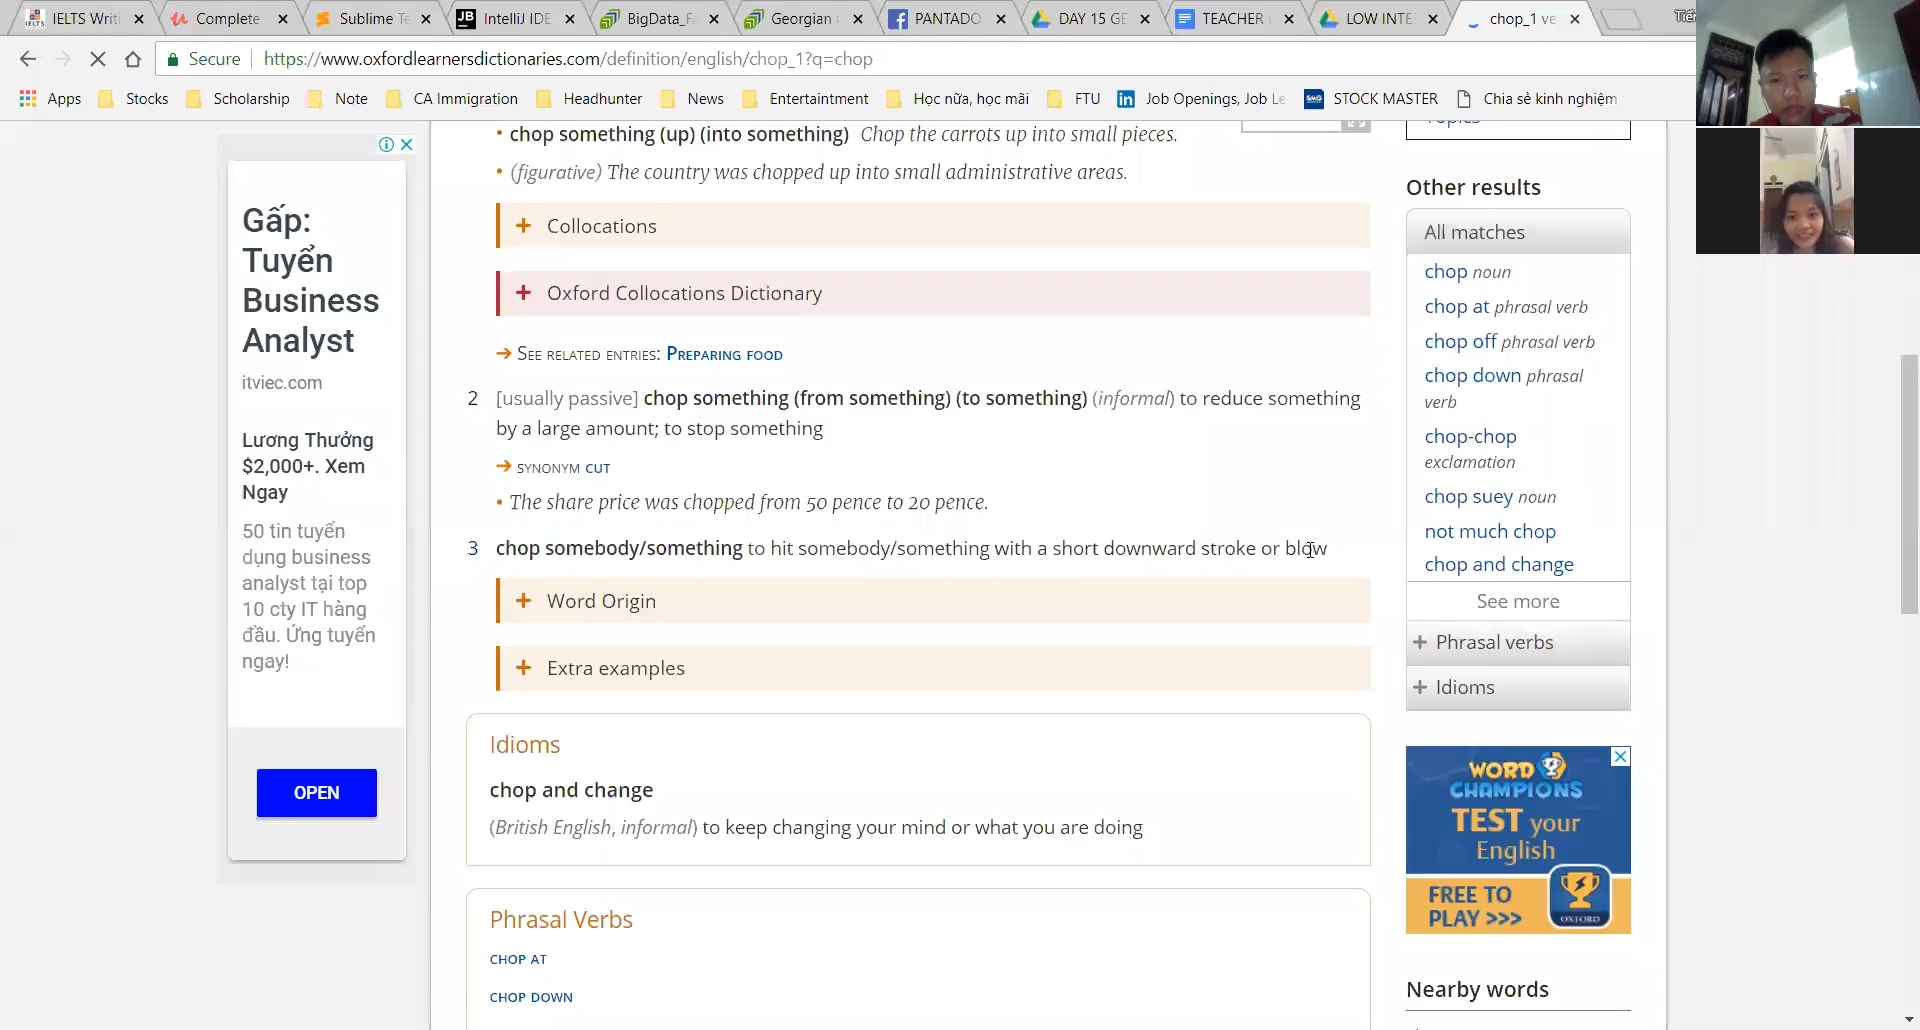 IELTS Writi
Complete
Sublime Te
IntelliJ IDE
BigData_FA
Georgian
PANTADO
DAY 15 GE
TEACHER
LOW INTE
chop_1 ve
Secure
https://www.oxfordlearnersdictionaries.com/definition/english/chop_1?q=chop
Apps
Stocks
Scholarship
Note
CA Immigration
Headhunter
News
Entertaintment
Học nữa, học mãi
FTU
Job Openings, Job Le
STOCK MASTER
Chia sẻ kinh nghiệm
Gấp:
Tuyển
Business
Analyst
itviec.com
Lương Thưởng
$2,000+. Xem
Ngay
50 tin tuyển
dụng business
analyst tại top
10 cty IT hàng
đầu. Ứng tuyển
ngay!
OPEN
• chop something (up) (into something) Chop the carrots up into small pieces.
• (figurative) The country was chopped up into small administrative areas.
+ Collocations
+ Oxford Collocations Dictionary
→ SEE RELATED ENTRIES: PREPARING FOOD
2 [usually passive] chop something (from something) (to something) (informal) to reduce something
by a large amount; to stop something
→ SYNONYM CUT
• The share price was chopped from 50 pence to 20 pence.
3 chop somebody/something to hit somebody/something with a short downward stroke or blow
+ Word Origin
+ Extra examples
Idioms
chop and change
(British English, informal) to keep changing your mind or what you are doing
Phrasal Verbs
CHOP AT
CHOP DOWN
Topics
Other results
All matches
chop noun
chop at phrasal verb
chop off phrasal verb
chop down phrasal
verb
chop-chop
exclamation
chop suey noun
not much chop
chop and change
See more
+ Phrasal verbs
+ Idioms
WORD
CHAMPIONS
TEST your
English
FREE TO
PLAY >>>
OXFORD
Nearby words